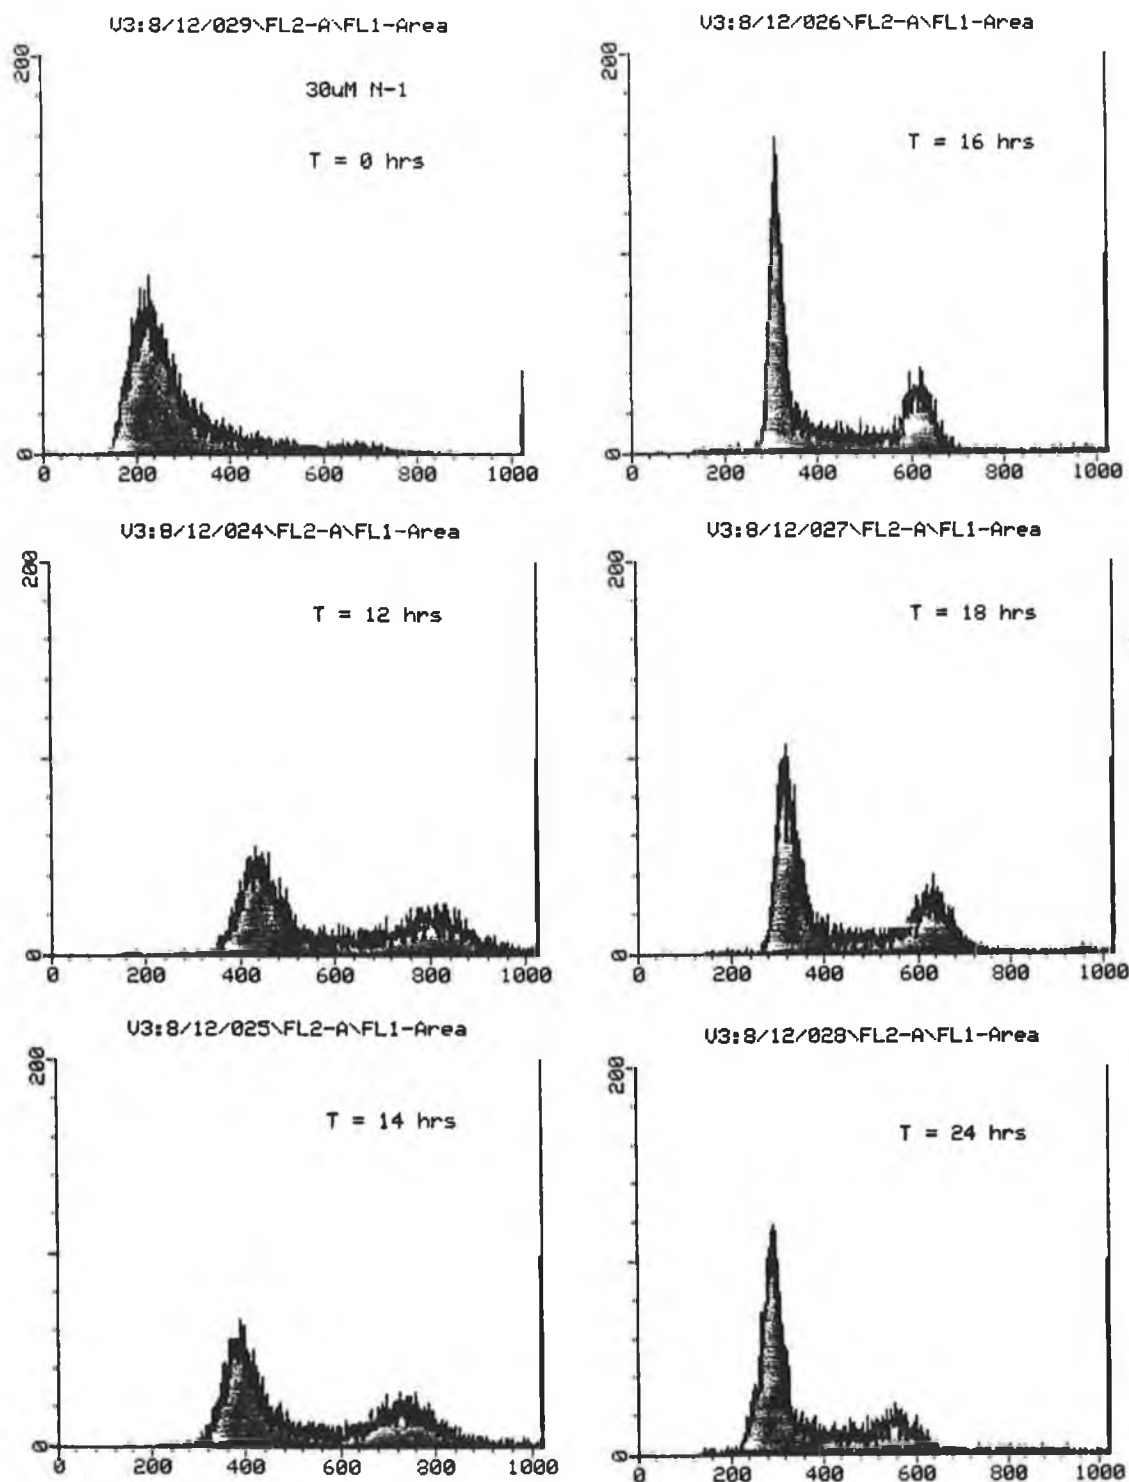 V3:8/12/029\FL2-A\FL1-Area
200
30uM N-1
T = 0 hrs
0
0 200 400 600 800 1000
V3:8/12/026\FL2-A\FL1-Area
200
T = 16 hrs
0
0 200 400 600 800 1000
V3:8/12/024\FL2-A\FL1-Area
200
T = 12 hrs
0
0 200 400 600 800 1000
V3:8/12/027\FL2-A\FL1-Area
200
T = 18 hrs
0
0 200 400 600 800 1000
V3:8/12/025\FL2-A\FL1-Area
200
T = 14 hrs
0
0 200 400 600 800 1000
V3:8/12/028\FL2-A\FL1-Area
200
T = 24 hrs
0
0 200 400 600 800 1000